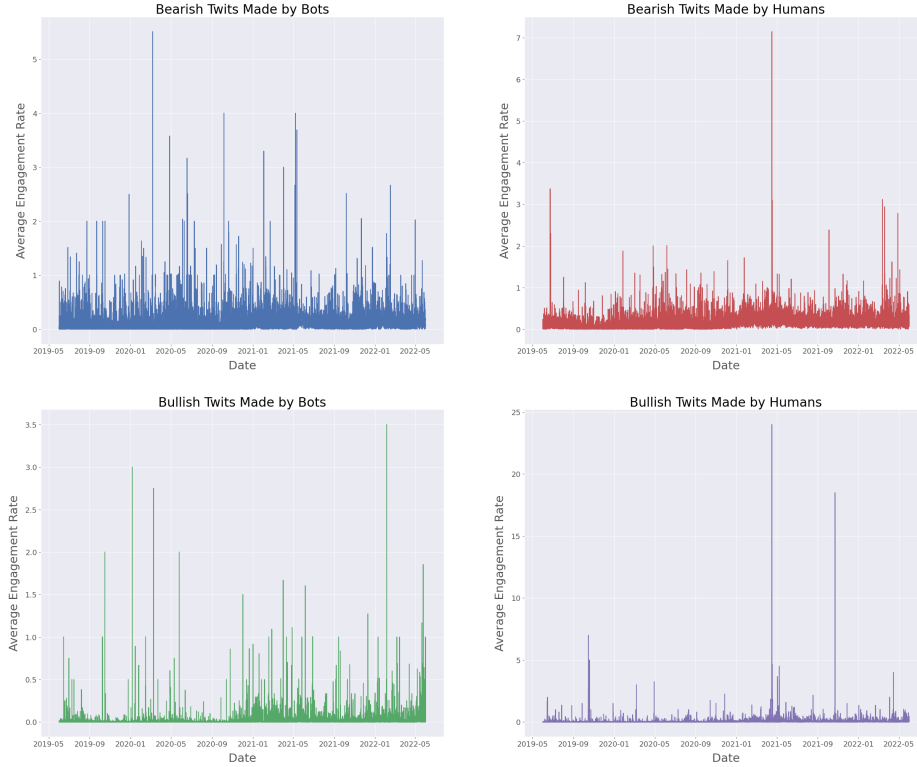 Bearish Twits Made by Bots
Average Engagement Rate
5
4
3
2
1
0
2019-05 2019-09 2020-01 2020-05 2020-09 2021-01 2021-05 2021-09 2022-01 2022-05
Date
Bearish Twits Made by Humans
Average Engagement Rate
7
6
5
4
3
2
1
0
2019-05 2019-09 2020-01 2020-05 2020-09 2021-01 2021-05 2021-09 2022-01 2022-05
Date
Bullish Twits Made by Bots
Average Engagement Rate
3.5
3.0
2.5
2.0
1.5
1.0
0.5
0.0
2019-05 2019-09 2020-01 2020-05 2020-09 2021-01 2021-05 2021-09 2022-01 2022-05
Date
Bullish Twits Made by Humans
Average Engagement Rate
25
20
15
10
5
0
2019-05 2019-09 2020-01 2020-05 2020-09 2021-01 2021-05 2021-09 2022-01 2022-05
Date